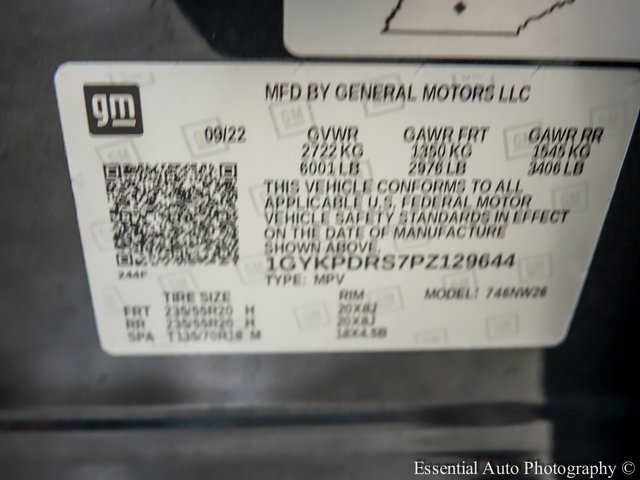 gm
MFD BY GENERAL MOTORS LLC
09/22 GVWR GAWR FRT GAWR RR
2722 KG 1350 KG 1545 KG
6001 LB 2976 LB 3406 LB
THIS VEHICLE CONFORMS TO ALL
APPLICABLE U.S. FEDERAL MOTOR
VEHICLE SAFETY STANDARDS IN EFFECT
ON THE DATE OF MANUFACTURE
SHOWN ABOVE.
1GYKPDRS7PZ129644
244F
TYPE: MPV MODEL: 746NW26
TIRE SIZE RIM
FRT 235/55R20 H 20X8J
RR 235/55R20 H 20X8J
SPA T135/70R18 M 18X4.5B
Essential Auto Photography ©